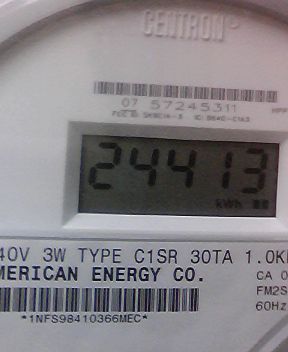 CENTRON®
07 57245311
24413
kWh
40V 3W TYPE C1SR 30TA 1.0K
MERICAN ENERGY CO.
CA 0
FM2S
60Hz
*1NFS98410366MEC*